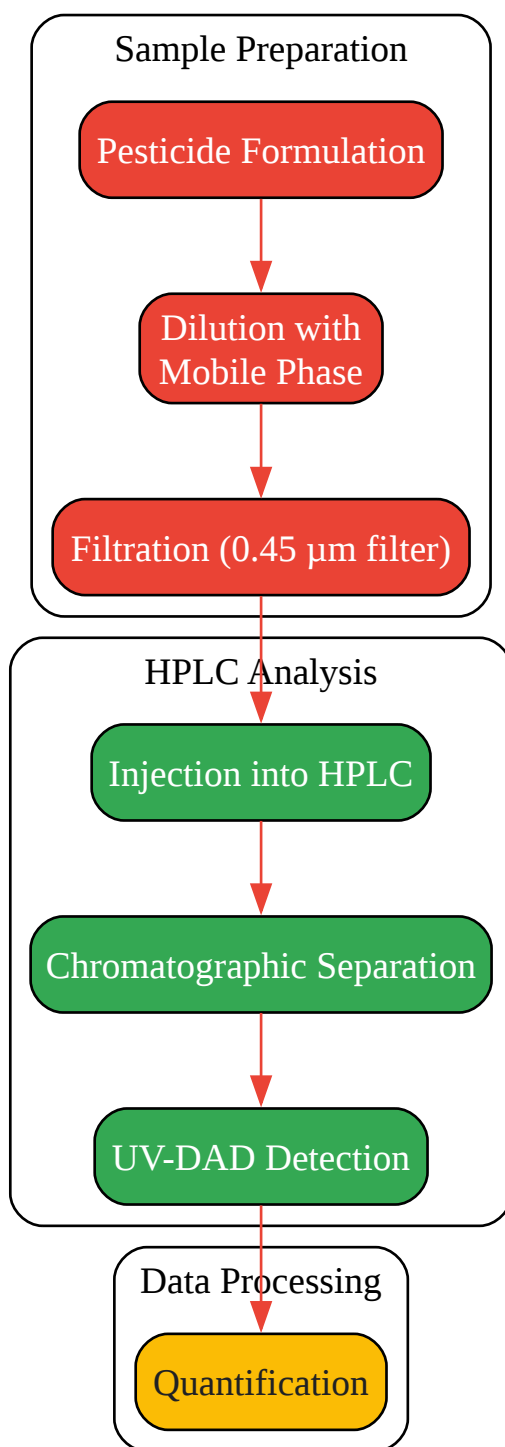 Sample Preparation
Pesticide Formulation
Dilution with
Mobile Phase
Filtration (0.45 µm filter)
HPLC Analysis
Injection into HPLC
Chromatographic Separation
UV-DAD Detection
Data Processing
Quantification